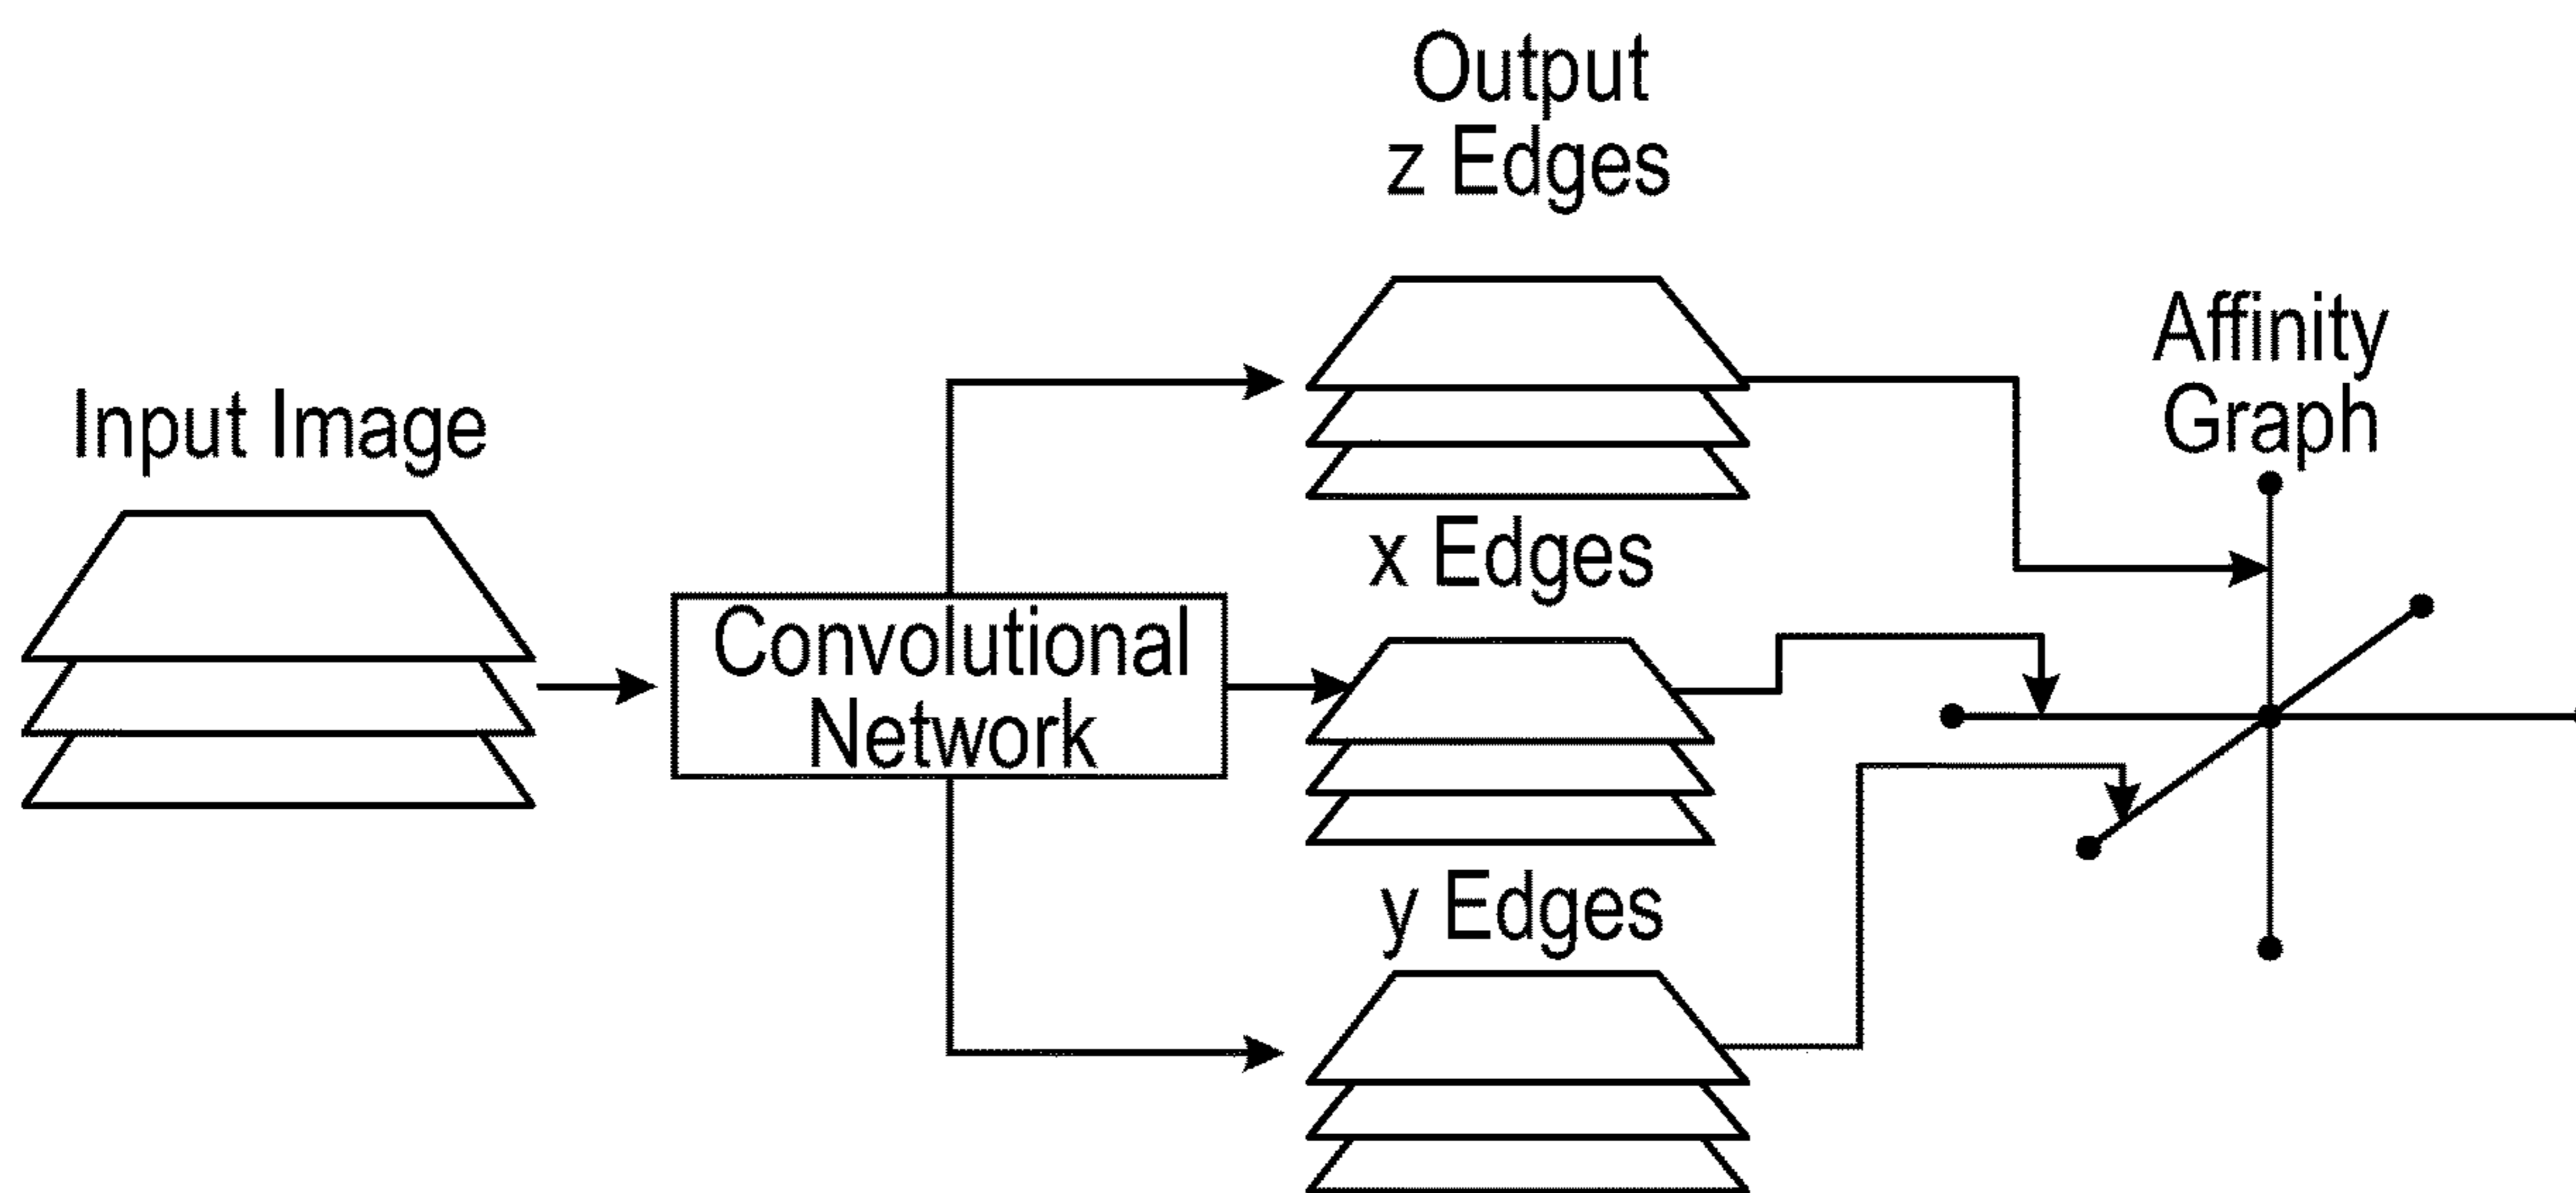 Input Image
Convolutional
Network
Output
z Edges
x Edges
y Edges
Affinity
Graph